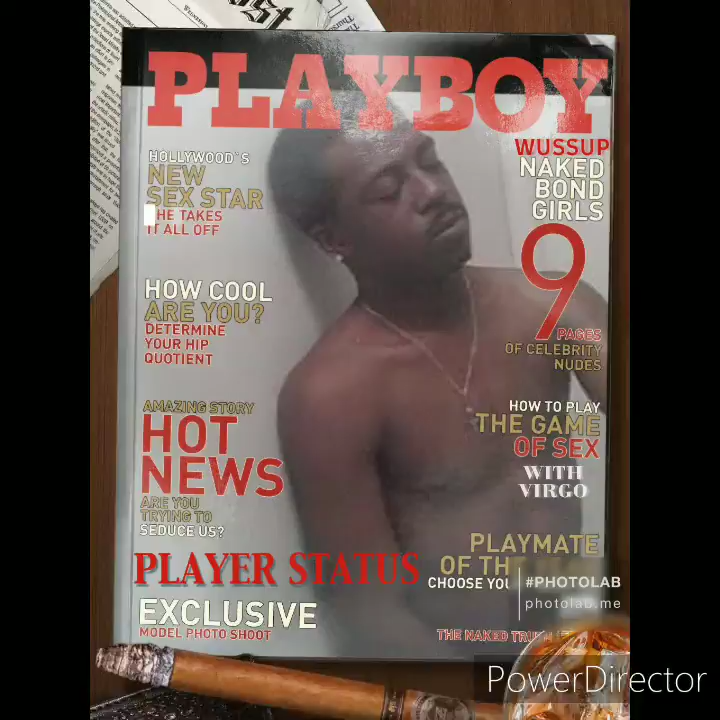 PLAYBOY
HOLLYWOOD'S
NEW
SEX STAR
HE TAKES
IT ALL OFF
HOW COOL
ARE YOU?
DETERMINE
YOUR HIP
QUOTIENT
AMAZING STORY
HOT
NEWS
ARE YOU
TRYING TO
SEDUCE US?
PLAYER STATUS
EXCLUSIVE
MODEL PHOTO SHOOT
WUSSUP
NAKED
BOND
GIRLS
9
PAGES
OF CELEBRITY
NUDES
HOW TO PLAY
THE GAME
OF SEX
WITH
VIRGO
PLAYMATE
OF
CHOOSE
#PHOTOLAB
photolab.me
THE NAKED
PowerDirector